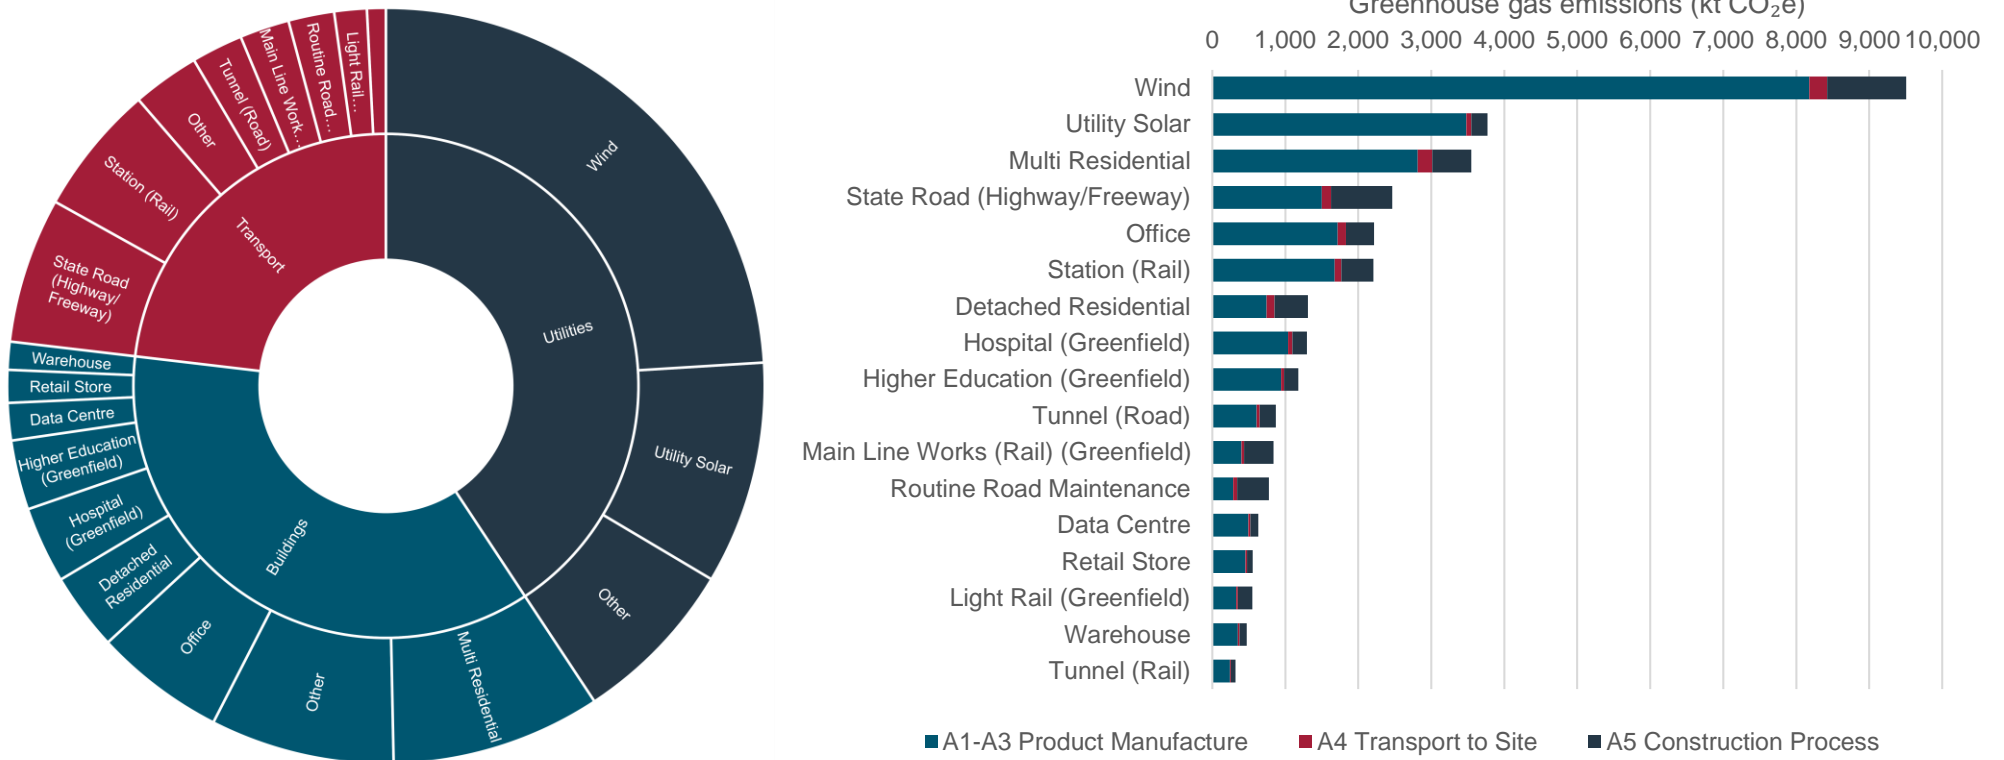 Wind
Utility Solar
Other
Utilities
Multi Residential
Other
Office
Detached
Residential
Hospital
(Greenfield)
Higher Education
(Greenfield)
Data Centre
Retail Store
Warehouse
Buildings
State Road
(Highway/
Freeway)
Station (Rail)
Other
Tunnel (Road)
Main Line Work...
Routine Road...
Light Rail...
Transport
Greenhouse gas emissions (kt CO₂e)
0 1,000 2,000 3,000 4,000 5,000 6,000 7,000 8,000 9,000 10,000
Wind
Utility Solar
Multi Residential
State Road (Highway/Freeway)
Office
Station (Rail)
Detached Residential
Hospital (Greenfield)
Higher Education (Greenfield)
Tunnel (Road)
Main Line Works (Rail) (Greenfield)
Routine Road Maintenance
Data Centre
Retail Store
Light Rail (Greenfield)
Warehouse
Tunnel (Rail)
A1-A3 Product Manufacture A4 Transport to Site A5 Construction Process